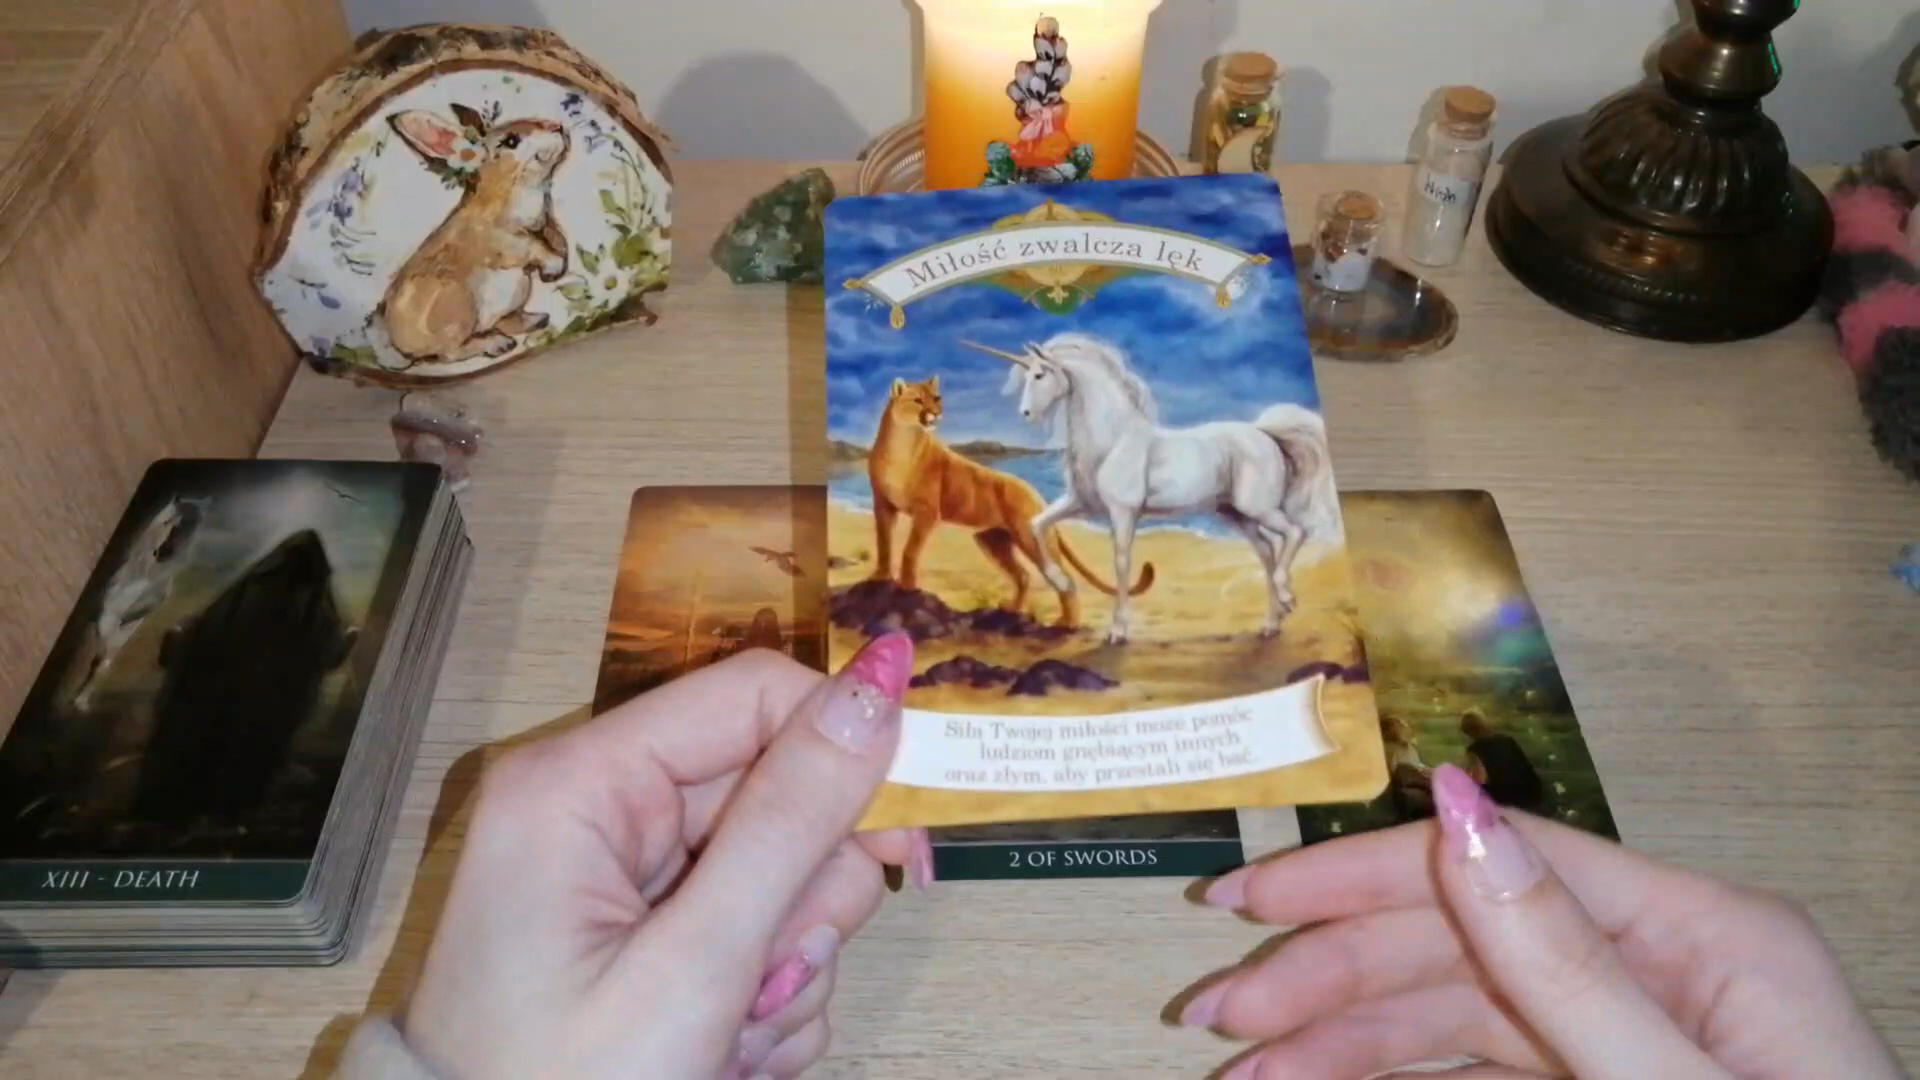 Miłość zwalcza lęk
Siła Twojej miłości może pomóc
ludziom gnębiącym innych
oraz złym, aby przestali się bać.
2 OF SWORDS
XIII - DEATH